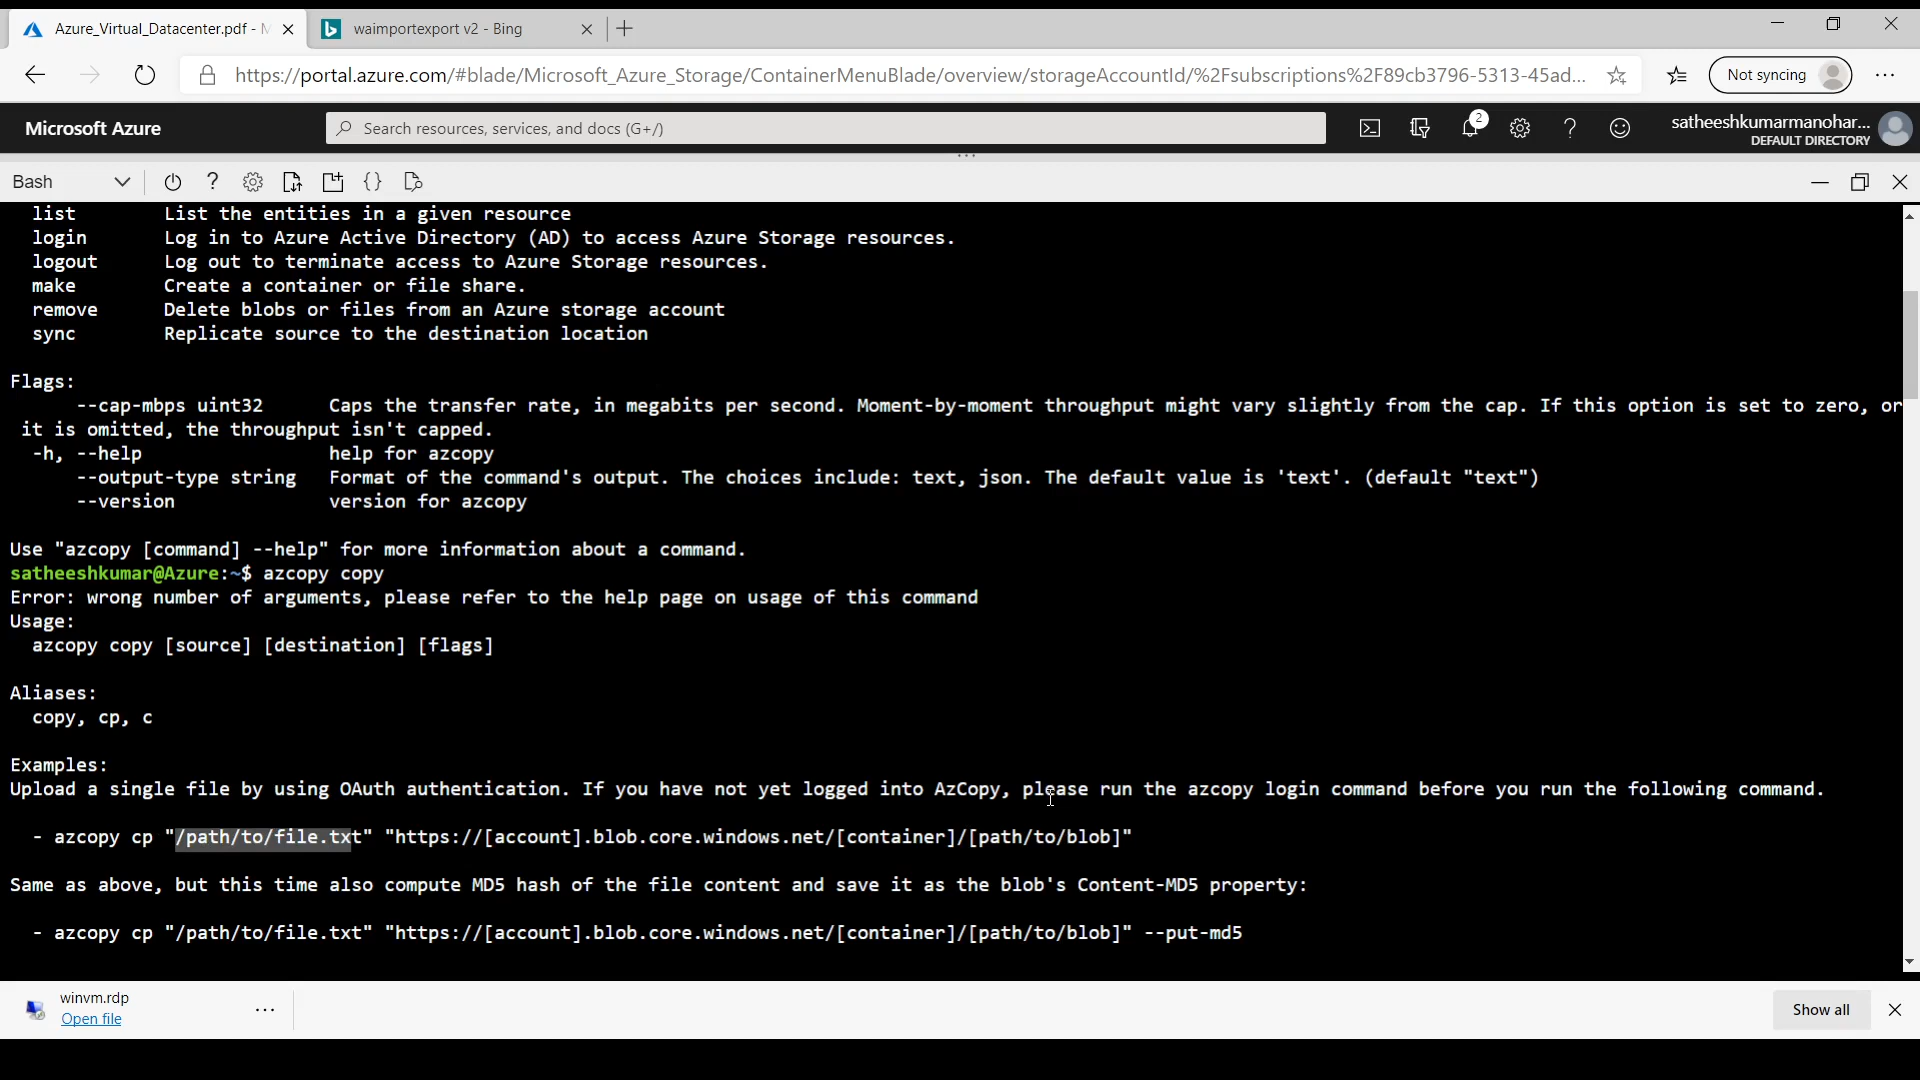 Azure_Virtual_Datacenter.pdf - M
waimportexport v2 - Bing
https://portal.azure.com/#blade/Microsoft_Azure_Storage/ContainerMenuBlade/overview/storageAccountId/%2Fsubscriptions%2F89cb3796-5313-45ad...
Not syncing
Microsoft Azure
Search resources, services, and docs (G+/)
2
satheeshkumarmanohar...
DEFAULT DIRECTORY
Bash
list List the entities in a given resource
login Log in to Azure Active Directory (AD) to access Azure Storage resources.
logout Log out to terminate access to Azure Storage resources.
make Create a container or file share.
remove Delete blobs or files from an Azure storage account
sync Replicate source to the destination location
Flags:
--cap-mbps uint32 Caps the transfer rate, in megabits per second. Moment-by-moment throughput might vary slightly from the cap. If this option is set to zero, or
it is omitted, the throughput isn't capped.
-h, --help help for azcopy
--output-type string Format of the command's output. The choices include: text, json. The default value is 'text'. (default "text")
--version version for azcopy
Use "azcopy [command] --help" for more information about a command.
satheeshkumar@Azure:~$ azcopy copy
Error: wrong number of arguments, please refer to the help page on usage of this command
Usage:
azcopy copy [source] [destination] [flags]
Aliases:
copy, cp, c
Examples:
Upload a single file by using OAuth authentication. If you have not yet logged into AzCopy, please run the azcopy login command before you run the following command.
- azcopy cp "/path/to/file.txt" "https://[account].blob.core.windows.net/[container]/[path/to/blob]"
Same as above, but this time also compute MD5 hash of the file content and save it as the blob's Content-MD5 property:
- azcopy cp "/path/to/file.txt" "https://[account].blob.core.windows.net/[container]/[path/to/blob]" --put-md5
winvm.rdp
Open file
Show all